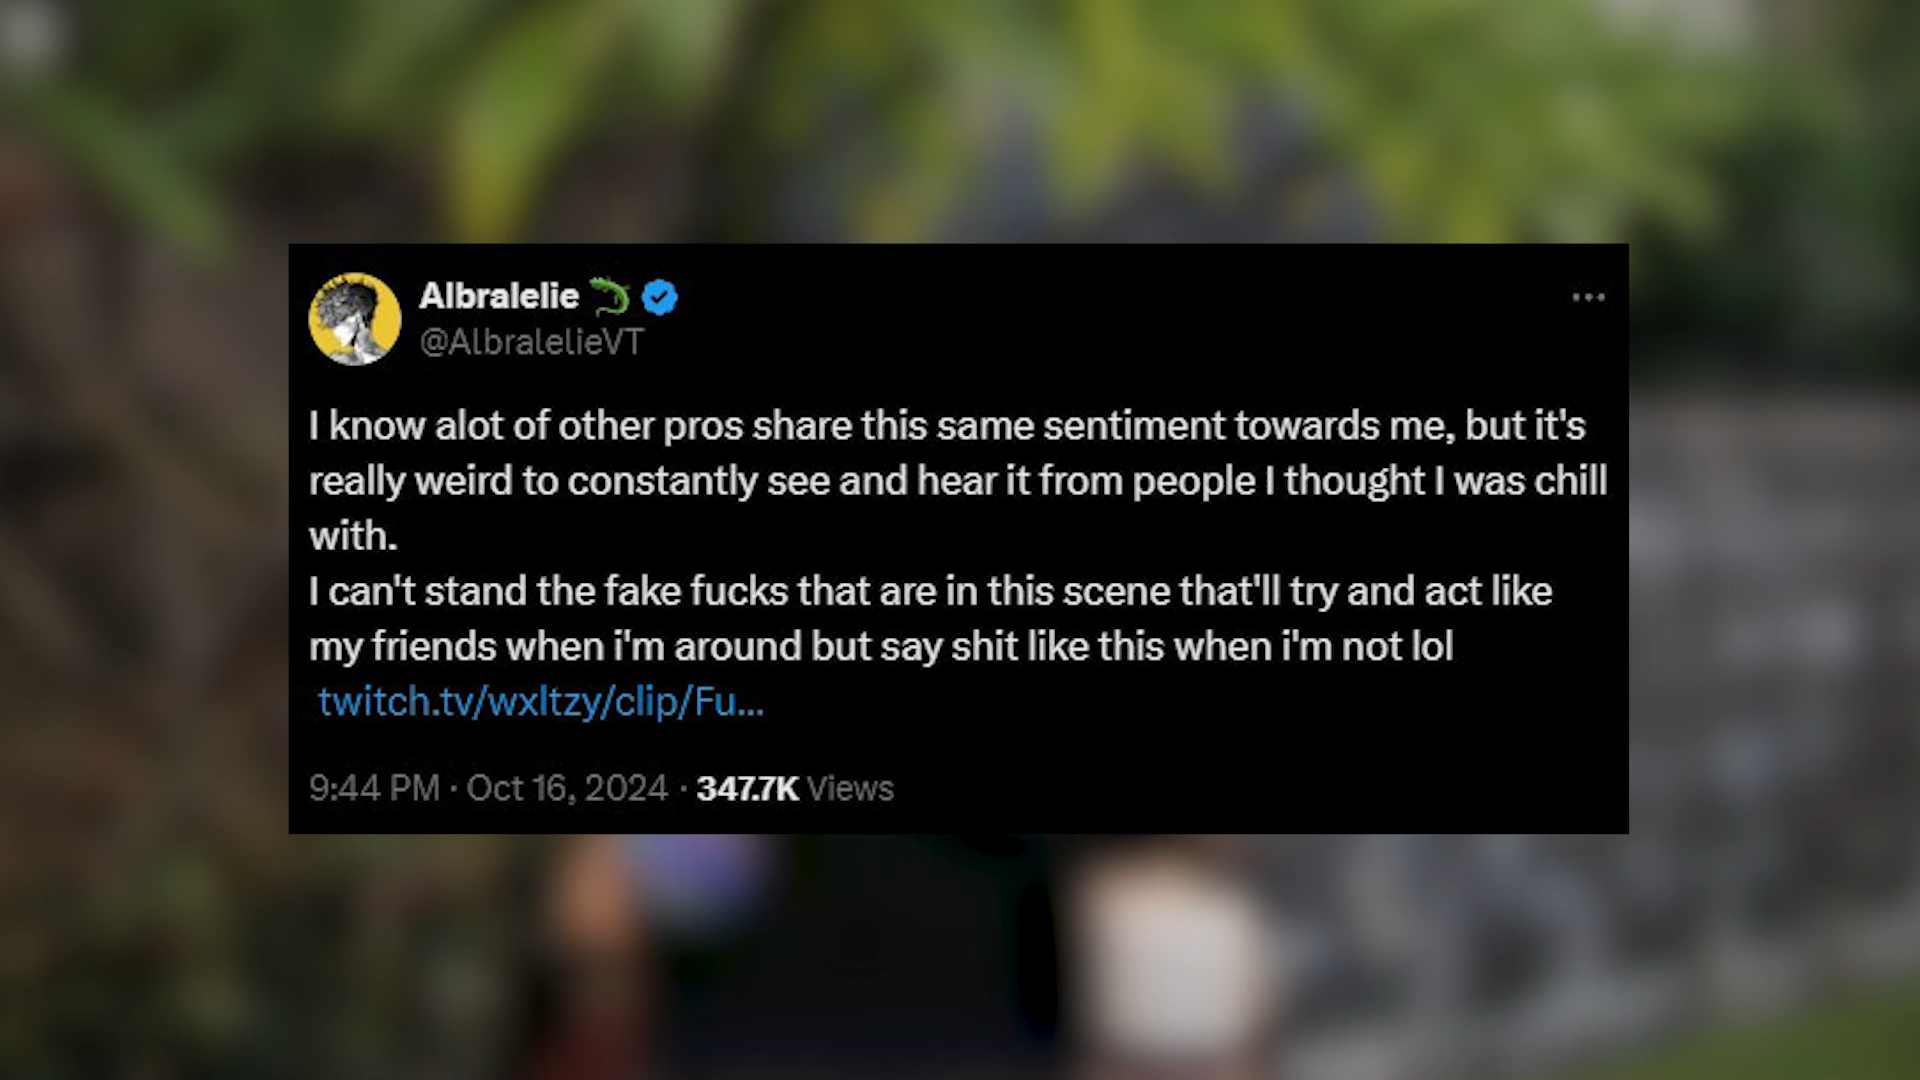 Albralelie
@AlbralelieVT
I know alot of other pros share this same sentiment towards me, but it's
really weird to constantly see and hear it from people I thought I was chill
with.
I can't stand the fake fucks that are in this scene that'll try and act like
my friends when i'm around but say shit like this when i'm not lol
twitch.tv/wxltzy/clip/Fu...
9:44 PM · Oct 16, 2024 · 347.7K Views